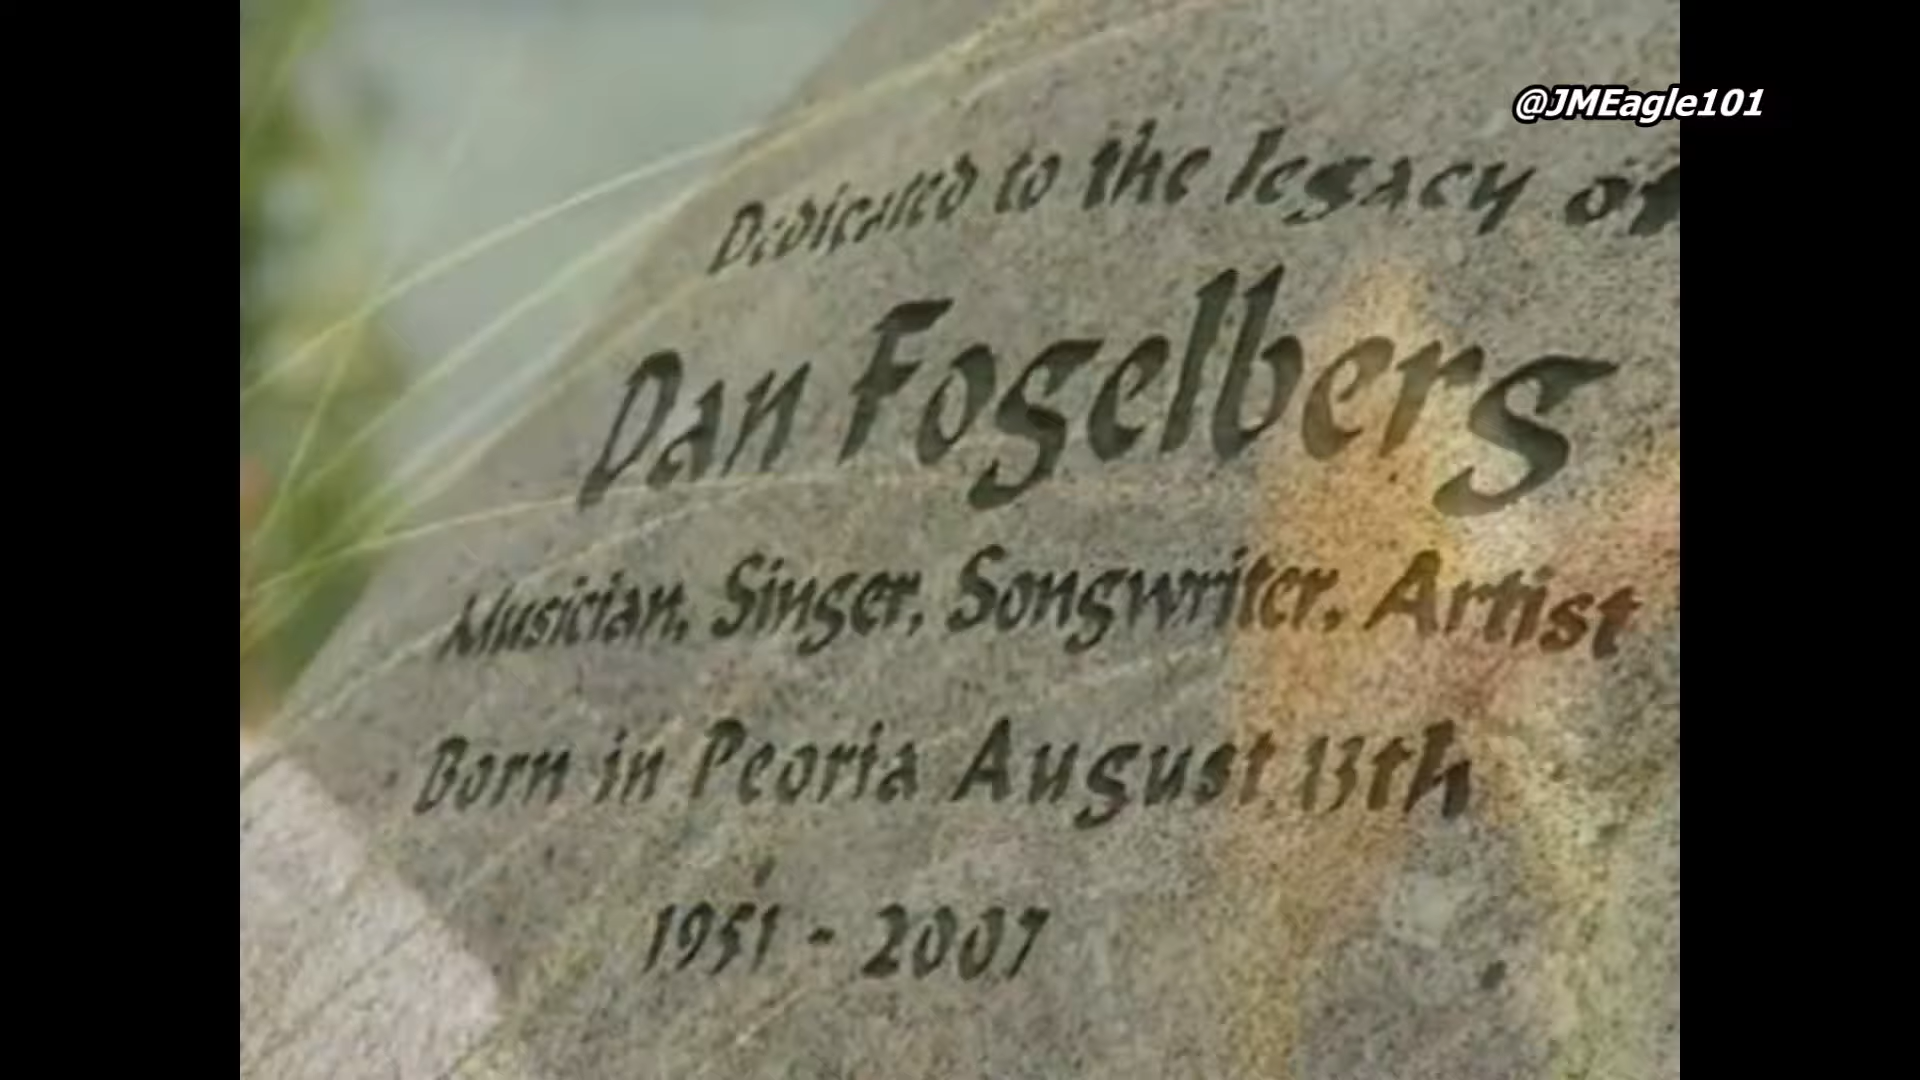 @JMEagle101
Dedicated to the legacy of
Dan Fogelberg
Musician, Singer, Songwriter, Artist
Born in Peoria August 13th
1951 - 2007